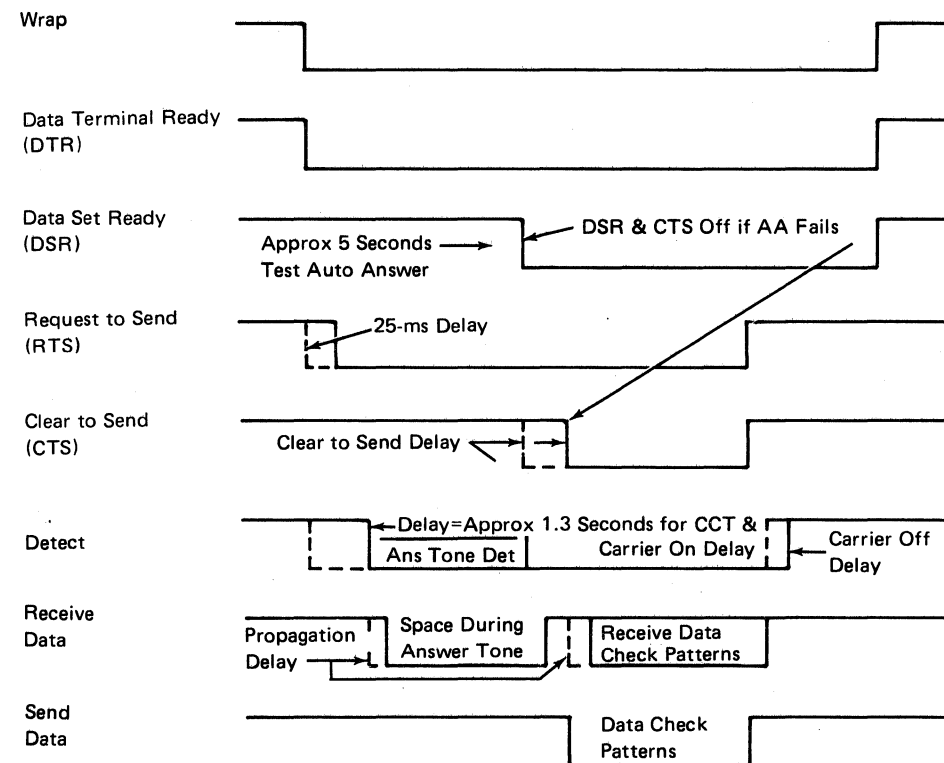 Wrap
Data Terminal Ready
(DTR)
Data Set Ready
(DSR)
Approx 5 Seconds
Test Auto Answer
DSR & CTS Off if AA Fails
Request to Send
(RTS)
25-ms Delay
Clear to Send
(CTS)
Clear to Send Delay
Detect
Delay=Approx 1.3 Seconds for CCT &
Carrier On Delay
Ans Tone Det
Carrier Off
Delay
Receive
Data
Propagation
Delay
Space During
Answer Tone
Receive Data
Check Patterns
Send
Data
Data Check
Patterns